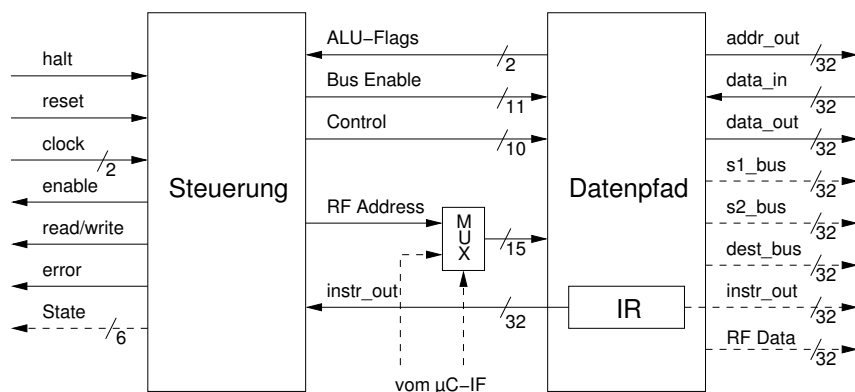 halt
reset
clock
2
enable
read/write
error
State
6
Steuerung
ALU–Flags
2
Bus Enable
11
Control
10
RF Address
MUX
15
instr_out
32
vom µC–IF
Datenpfad
IR
addr_out
32
data_in
32
data_out
32
s1_bus
32
s2_bus
32
dest_bus
32
instr_out
32
RF Data
32